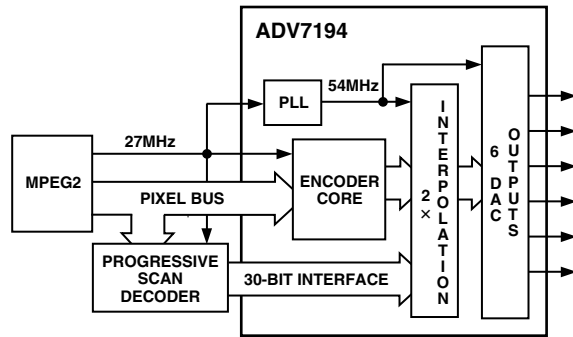 ADV7194
54MHz
PLL
27MHz
MPEG2
ENCODER
CORE
PIXEL BUS
2×
INTERPOLATION
6 DAC
OUTPUTS
PROGRESSIVE
SCAN
DECODER
30-BIT INTERFACE